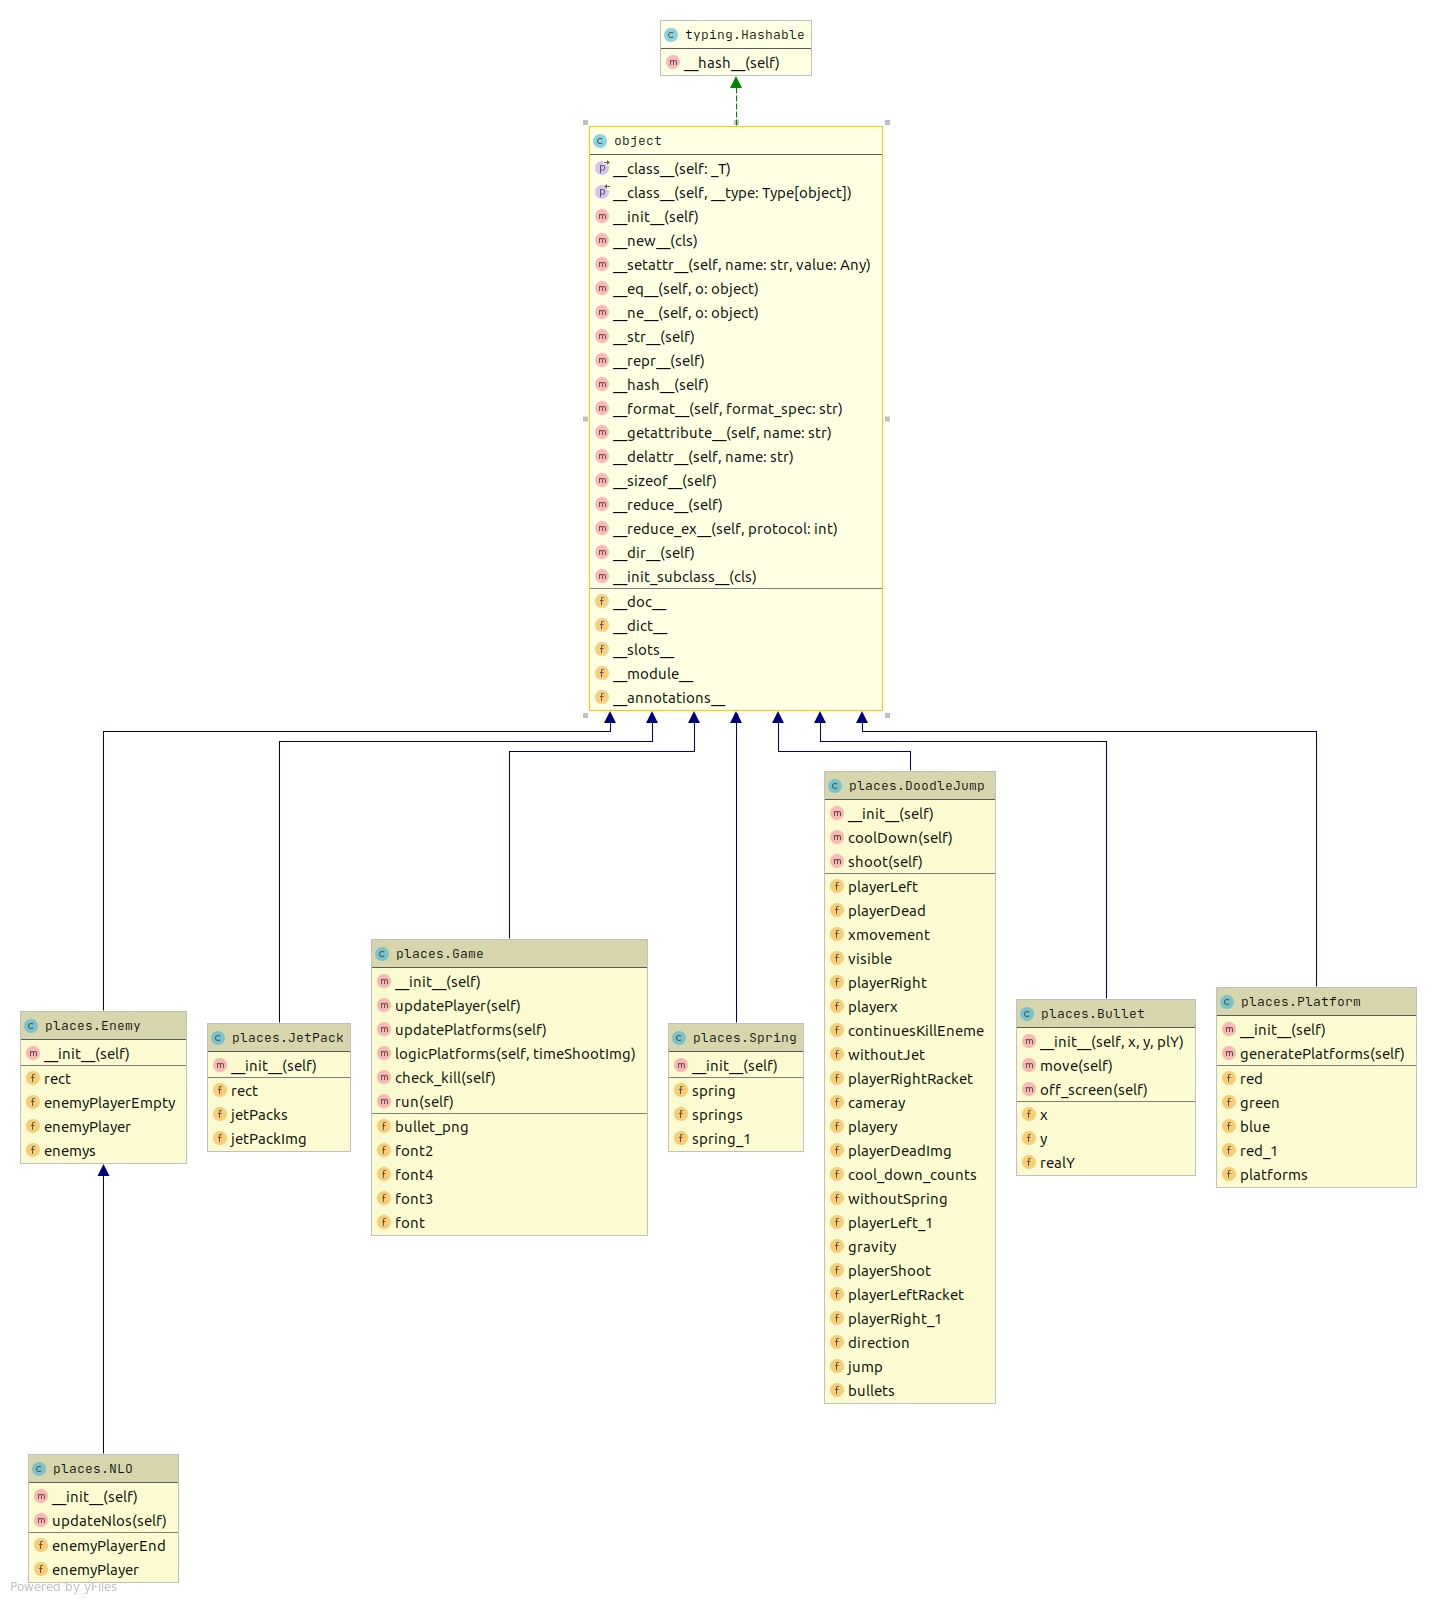 typing.Hashable
__hash__(self)
object
__class__(self: _T)
__class__(self, __type: Type[object])
__init__(self)
__new__(cls)
__setattr__(self, name: str, value: Any)
__eq__(self, o: object)
__ne__(self, o: object)
__str__(self)
__repr__(self)
__hash__(self)
__format__(self, format_spec: str)
__getattribute__(self, name: str)
__delattr__(self, name: str)
__sizeof__(self)
__reduce__(self)
__reduce_ex__(self, protocol: int)
__dir__(self)
__init_subclass__(cls)
__doc__
__dict__
__slots__
__module__
__annotations__
places.Enemy
__init__(self)
rect
enemyPlayerEmpty
enemyPlayer
enemys
places.JetPack
__init__(self)
rect
jetPacks
jetPackImg
places.Game
__init__(self)
updatePlayer(self)
updatePlatforms(self)
logicPlatforms(self, timeShootImg)
check_kill(self)
run(self)
bullet_png
font2
font4
font3
font
places.Spring
__init__(self)
spring
springs
spring_1
places.DoodleJump
__init__(self)
coolDown(self)
shoot(self)
playerLeft
playerDead
xmovement
visible
playerRight
playerx
continuesKillEneme
withoutJet
playerRightRacket
cameray
playery
playerDeadImg
cool_down_counts
withoutSpring
playerLeft_1
gravity
playerShoot
playerLeftRacket
playerRight_1
direction
jump
bullets
places.Bullet
__init__(self, x, y, plY)
move(self)
off_screen(self)
x
y
realY
places.Platform
__init__(self)
generatePlatforms(self)
red
green
blue
red_1
platforms
places.NLO
__init__(self)
updateNlos(self)
enemyPlayerEnd
enemyPlayer
Powered by yFiles